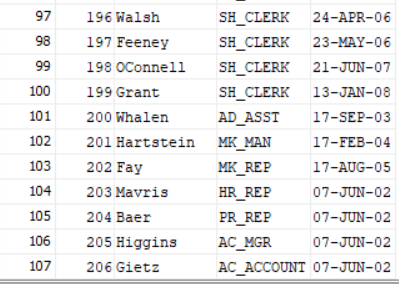 97 196 Walsh SH_CLERK 24-APR-06
98 197 Feeney SH_CLERK 23-MAY-06
99 198 OConnell SH_CLERK 21-JUN-07
100 199 Grant SH_CLERK 13-JAN-08
101 200 Whalen AD_ASST 17-SEP-03
102 201 Hartstein MK_MAN 17-FEB-04
103 202 Fay MK_REP 17-AUG-05
104 203 Mavris HR_REP 07-JUN-02
105 204 Baer PR_REP 07-JUN-02
106 205 Higgins AC_MGR 07-JUN-02
107 206 Gietz AC_ACCOUNT 07-JUN-02